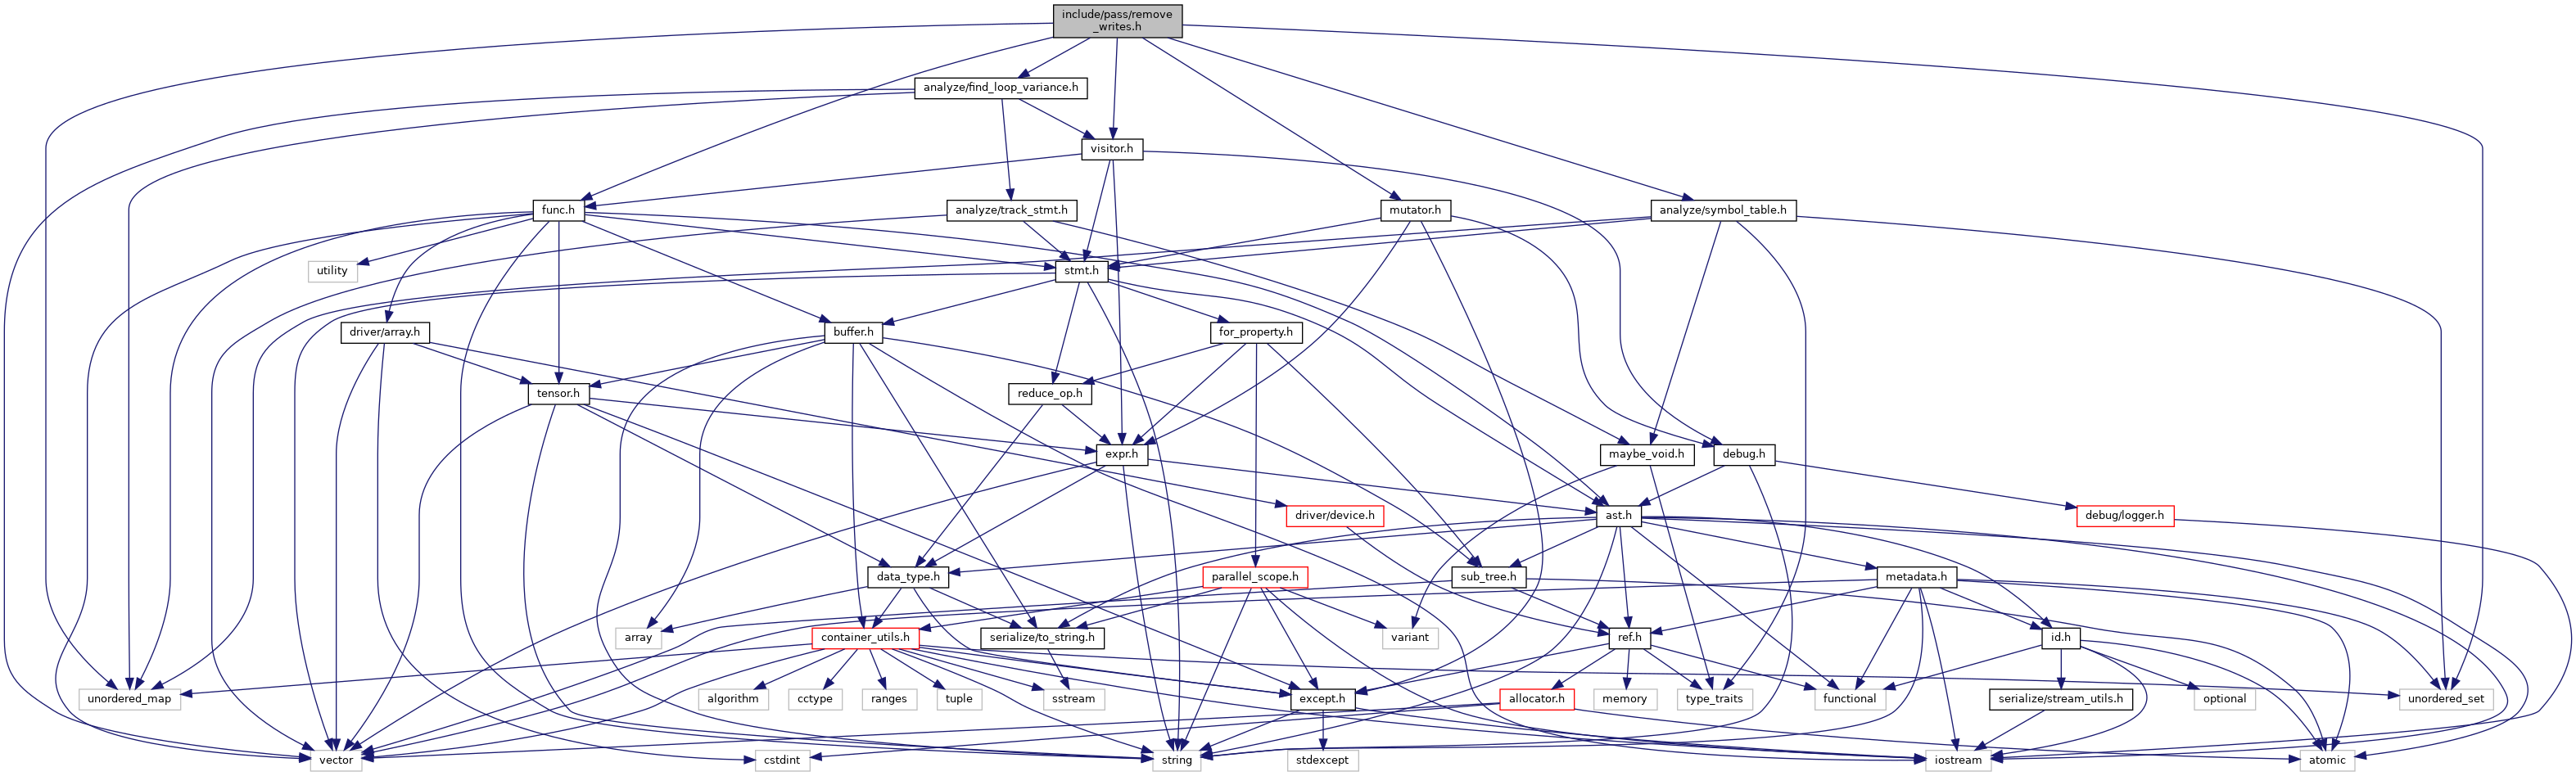 include/pass/remove
_writes.h
analyze/find_loop_variance.h
visitor.h
func.h
analyze/track_stmt.h
mutator.h
analyze/symbol_table.h
utility
stmt.h
driver/array.h
buffer.h
for_property.h
tensor.h
reduce_op.h
expr.h
maybe_void.h
debug.h
driver/device.h
ast.h
debug/logger.h
data_type.h
parallel_scope.h
sub_tree.h
metadata.h
array
container_utils.h
serialize/to_string.h
variant
ref.h
id.h
unordered_map
algorithm
cctype
ranges
tuple
sstream
except.h
allocator.h
memory
type_traits
functional
serialize/stream_utils.h
optional
unordered_set
vector
cstdint
string
stdexcept
iostream
atomic